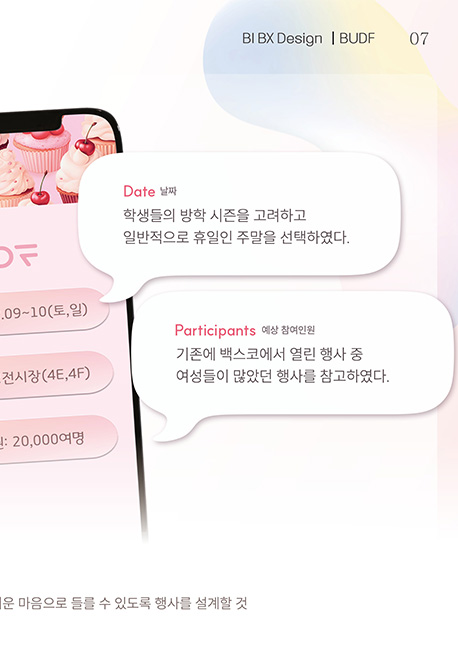 BI BX Design | BUDF 07
Date 날짜
학생들의 방학 시즌을 고려하고
일반적으로 휴일인 주말을 선택하였다.
.09~10(토,일)
Participants 예상 참여인원
기존에 백스코에서 열린 행사 중
여성들이 많았던 행사를 참고하였다.
전시장(4E,4F)
: 20,000여명
마음으로 들를 수 있도록 행사를 설계할 것